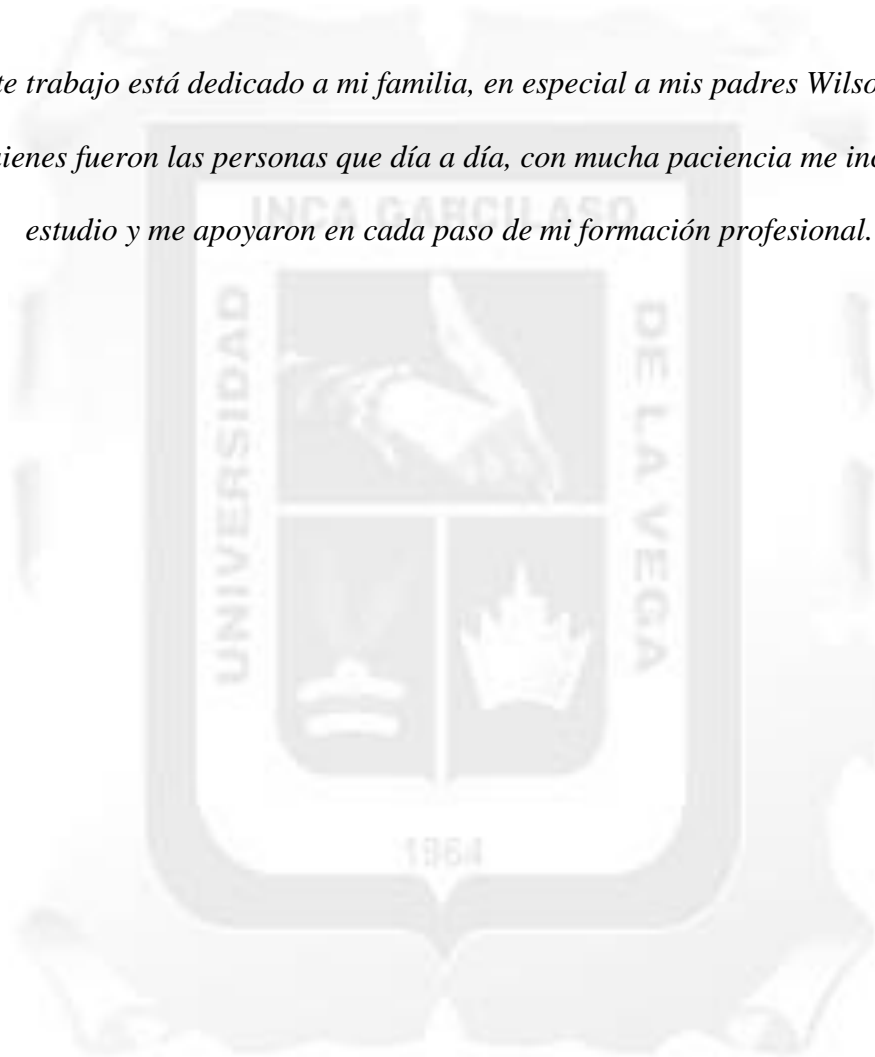 te trabajo está dedicado a mi familia, en especial a mis padres Wilso
ienes fueron las personas que día a día, con mucha paciencia me in
estudio y me apoyaron en cada paso de mi formación profesional.
INCA GARCILASO
UNIVERSIDAD
DE LA VEGA
1964